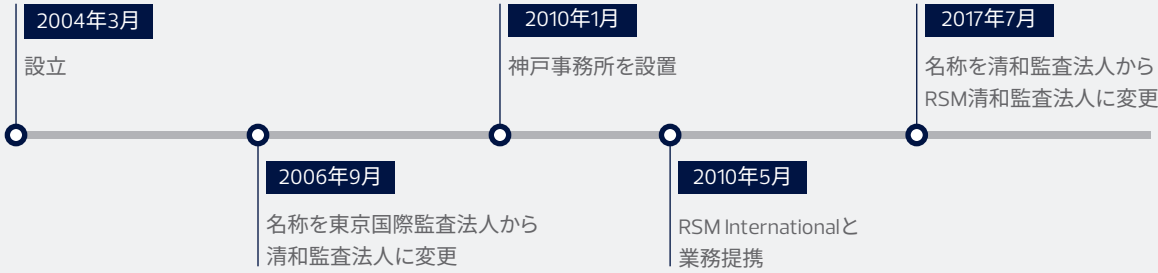 2004年3月
設立
2006年9月
名称を東京国際監査法人から
清和監査法人に変更
2010年1月
神戸事務所を設置
2010年5月
RSM Internationalと
業務提携
2017年7月
名称を清和監査法人から
RSM清和監査法人に変更